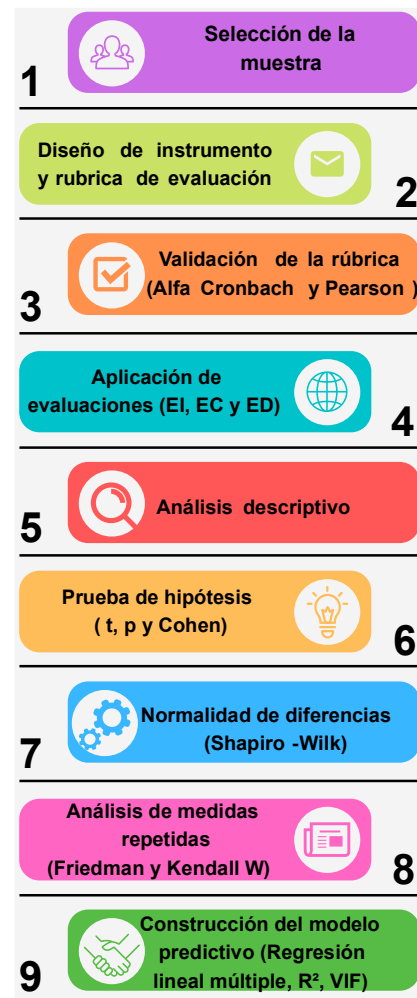 1
Selección de la
muestra
Diseño de instrumento
y rubrica de evaluación
2
Validación de la rúbrica
(Alfa Cronbach y Pearson )
3
Aplicación de
evaluaciones (EI, EC y ED)
4
Análisis descriptivo
5
Prueba de hipótesis
( t, p y Cohen)
6
Normalidad de diferencias
(Shapiro -Wilk)
7
Análisis de medidas
repetidas
(Friedman y Kendall W)
8
Construcción del modelo
predictivo (Regresión
lineal múltiple, R², VIF)
9